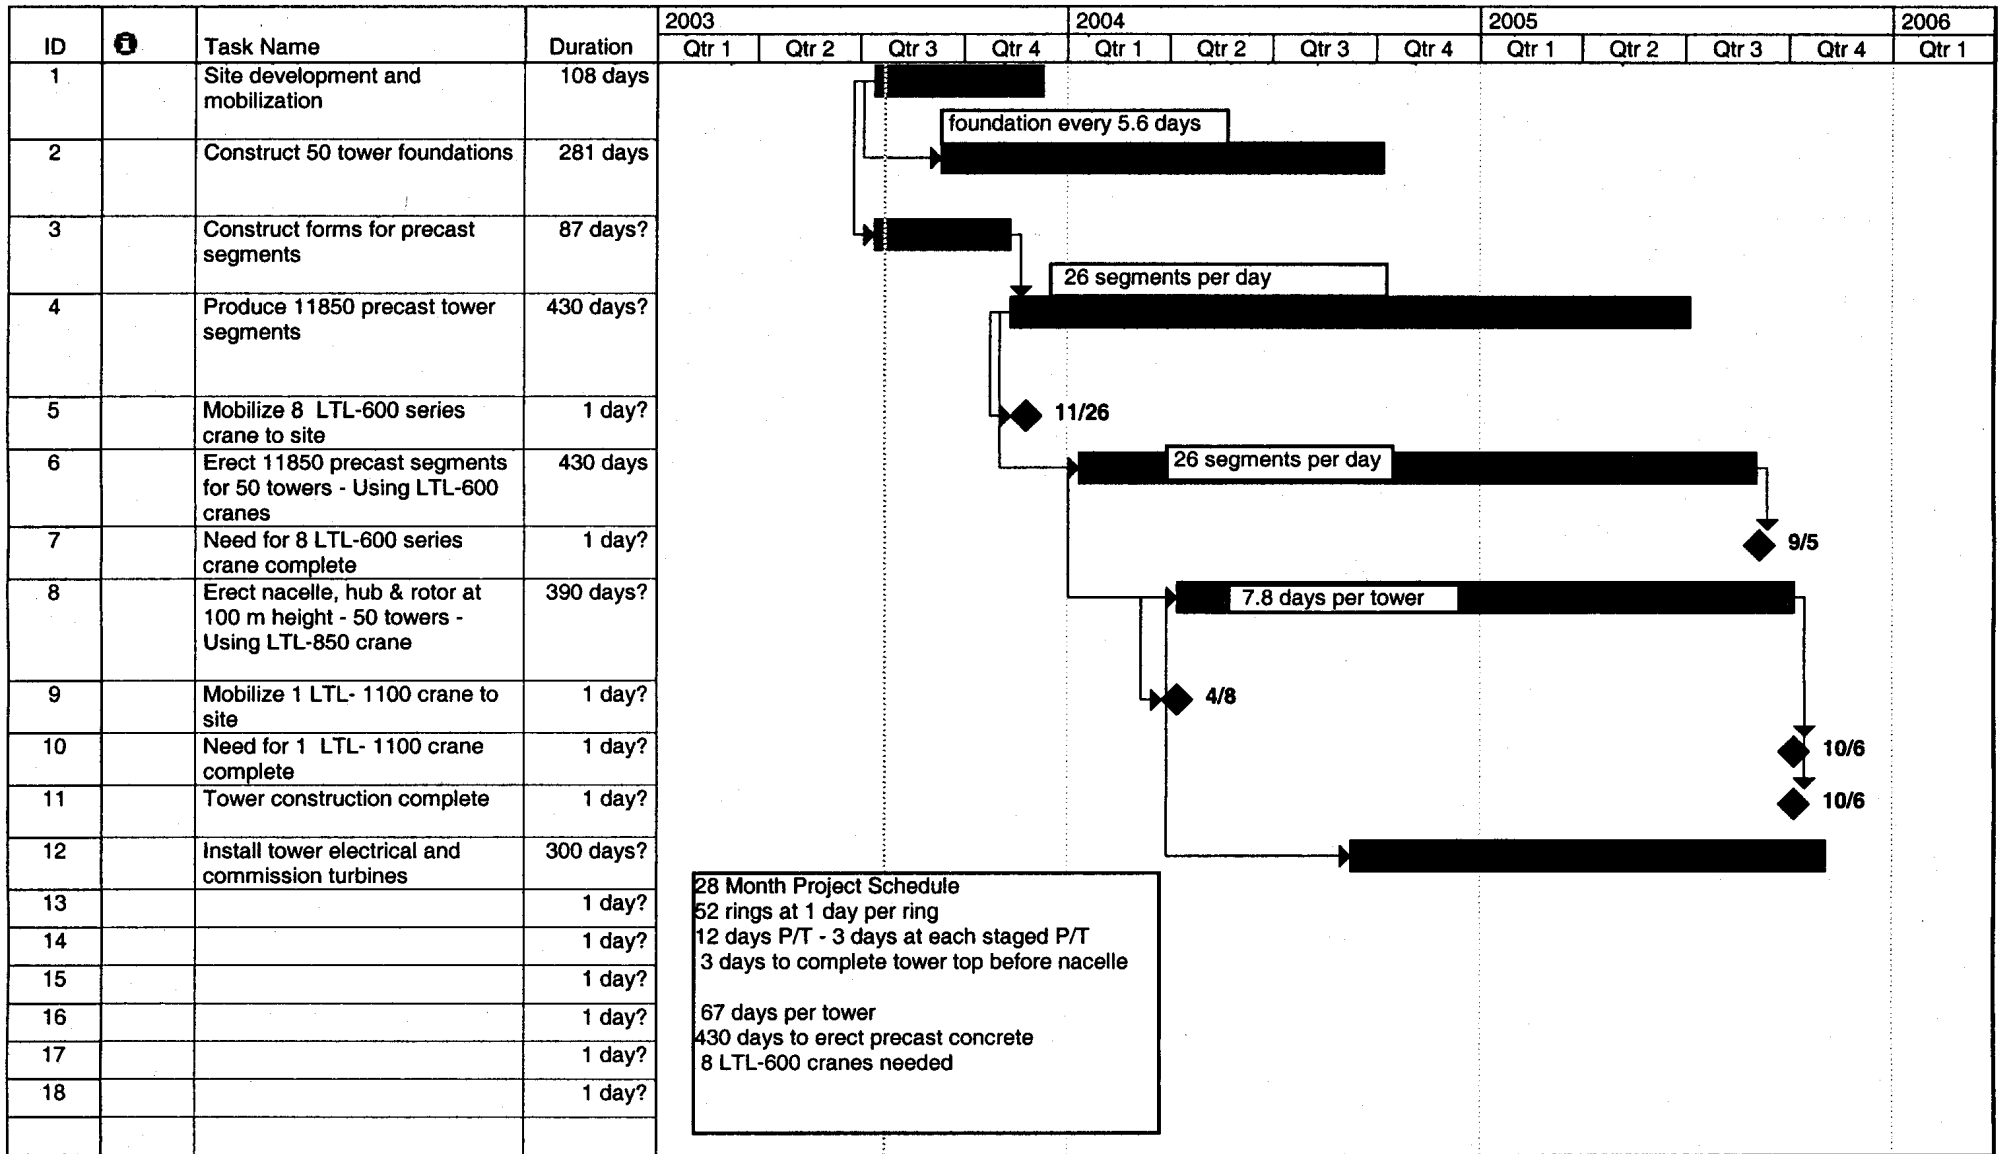 2003 2004 2005 2006
ID Task Name Duration Qtr 1 Qtr 2 Qtr 3 Qtr 4 Qtr 1 Qtr 2 Qtr 3 Qtr 4 Qtr 1 Qtr 2 Qtr 3 Qtr 4 Qtr 1
1 Site development and 108 days
mobilization
foundation every 5.6 days
2 Construct 50 tower foundations 281 days
3 Construct forms for precast 87 days?
segments
26 segments per day
4 Produce 11850 precast tower 430 days?
segments
5 Mobilize 8 LTL-600 series 1 day? 11/26
crane to site
6 Erect 11850 precast segments 430 days 26 segments per day
for 50 towers - Using LTL-600
cranes
7 Need for 8 LTL-600 series 1 day? 9/5
crane complete
8 Erect nacelle, hub & rotor at 390 days? 7.8 days per tower
100 m height - 50 towers -
Using LTL-850 crane
9 Mobilize 1 LTL- 1100 crane to 1 day? 4/8
site
10 Need for 1 LTL- 1100 crane 1 day? 10/6
complete
11 Tower construction complete 1 day? 10/6
12 Install tower electrical and 300 days?
commission turbines
13 1 day?
14 1 day?
15 1 day?
16 1 day?
17 1 day?
18 1 day?
28 Month Project Schedule
52 rings at 1 day per ring
12 days P/T - 3 days at each staged P/T
3 days to complete tower top before nacelle
67 days per tower
430 days to erect precast concrete
8 LTL-600 cranes needed